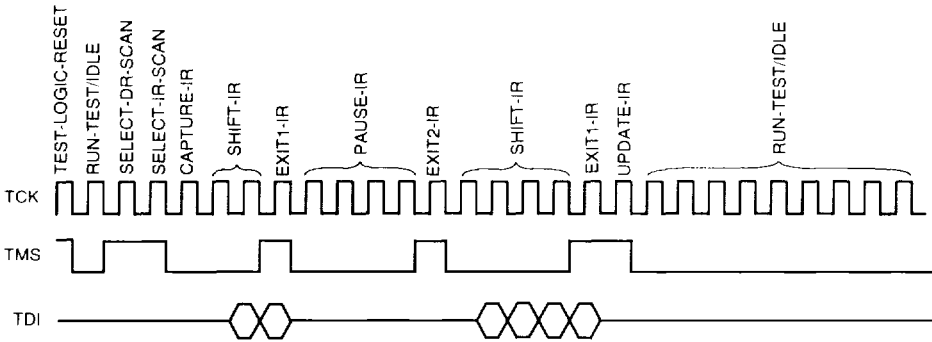 TEST-LOGIC-RESET
RUN-TEST/IDLE
SELECT-DR-SCAN
SELECT-IR-SCAN
CAPTURE-IR
SHIFT-IR
EXIT1-IR
PAUSE-IR
EXIT2-IR
SHIFT-IR
EXIT1-IR
UPDATE-IR
RUN-TEST/IDLE
TCK
TMS
TDI